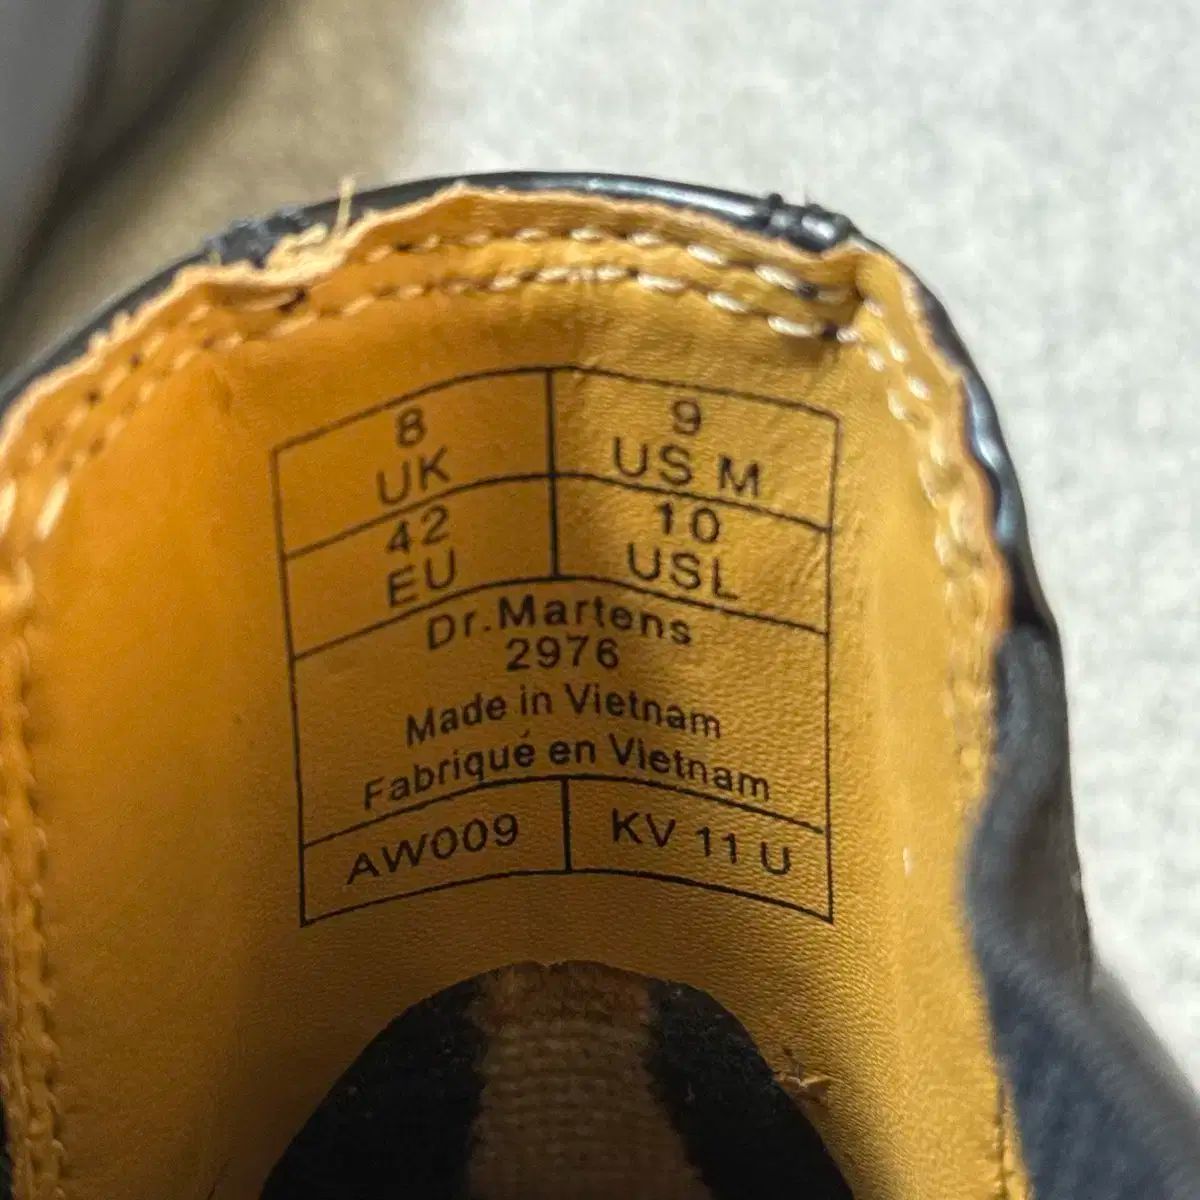 8 UK
9 US M
42 EU
10 USL
Dr.Martens
2976
Made in Vietnam
Fabriqué en Vietnam
AW009
KV 11 U